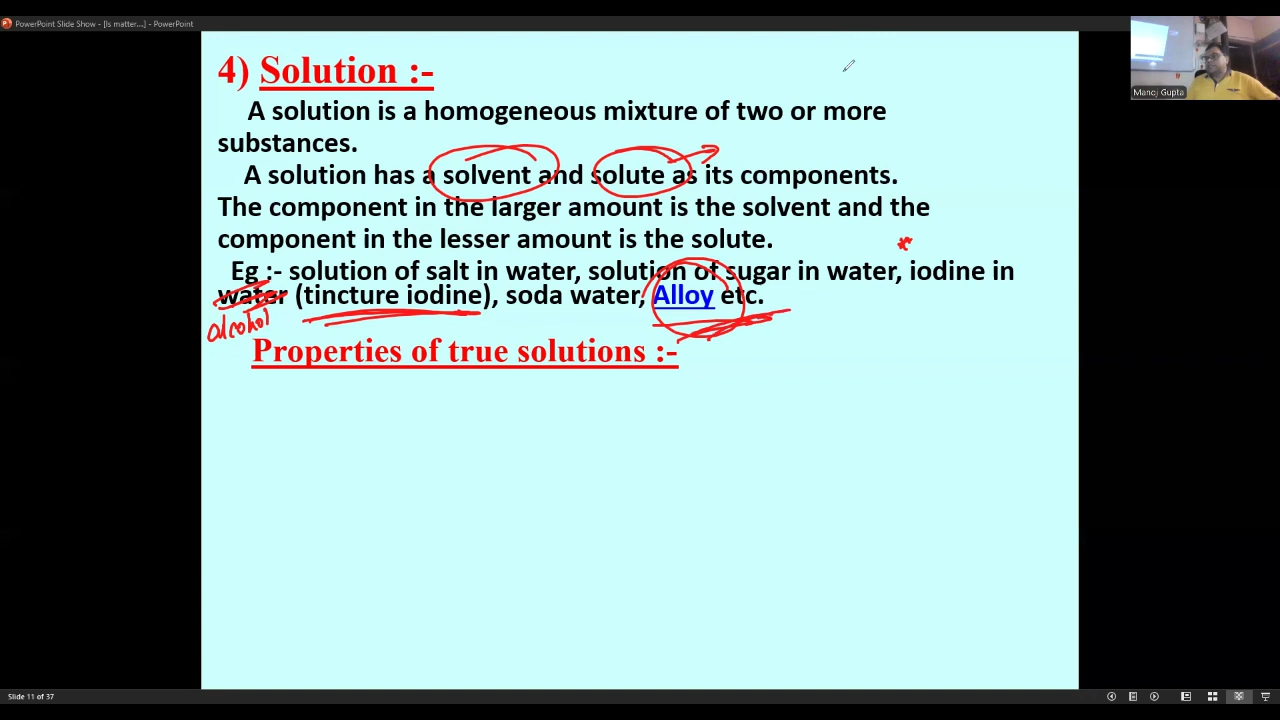 PowerPoint Slide Show - [Is matter...] - PowerPoint
Manoj Gupta
4) Solution :-
A solution is a homogeneous mixture of two or more
substances.
A solution has a solvent and solute as its components.
The component in the larger amount is the solvent and the
component in the lesser amount is the solute.
Eg :- solution of salt in water, solution of sugar in water, iodine in
water (tincture iodine), soda water, Alloy etc.
alcohol
Properties of true solutions :-
Slide 11 of 37